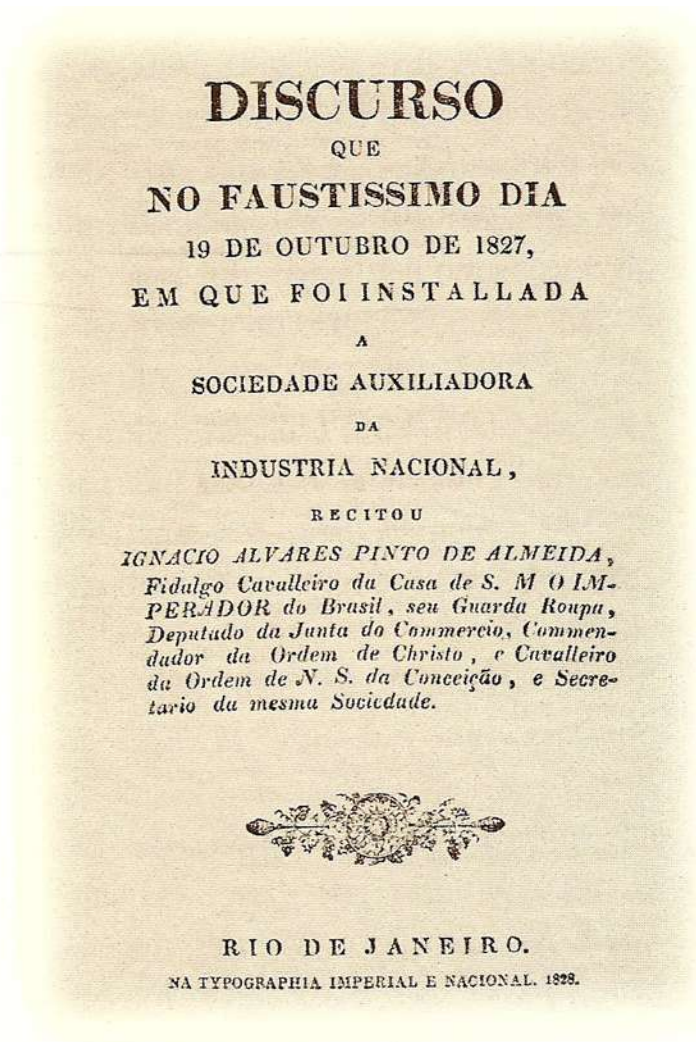 DISCURSO
QUE
NO FAUSTISSIMO DIA
19 DE OUTUBRO DE 1827,
EM QUE FOI INSTALLADA
A
SOCIEDADE AUXILIADORA
DA
INDUSTRIA NACIONAL,
RECITOU
IGNACIO ALVARES PINTO DE ALMEIDA,
Fidalgo Cavalleiro da Casa de S. M O IM-
PERADOR do Brasil, seu Guarda Roupa,
Deputado da Junta do Commercio, Commen-
dador da Ordem de Christo, e Cavalleiro
da Ordem de N. S. da Conceição, e Secre-
tario da mesma Sociedade.
RIO DE JANEIRO.
NA TYPOGRAPHIA IMPERIAL E NACIONAL. 1828.